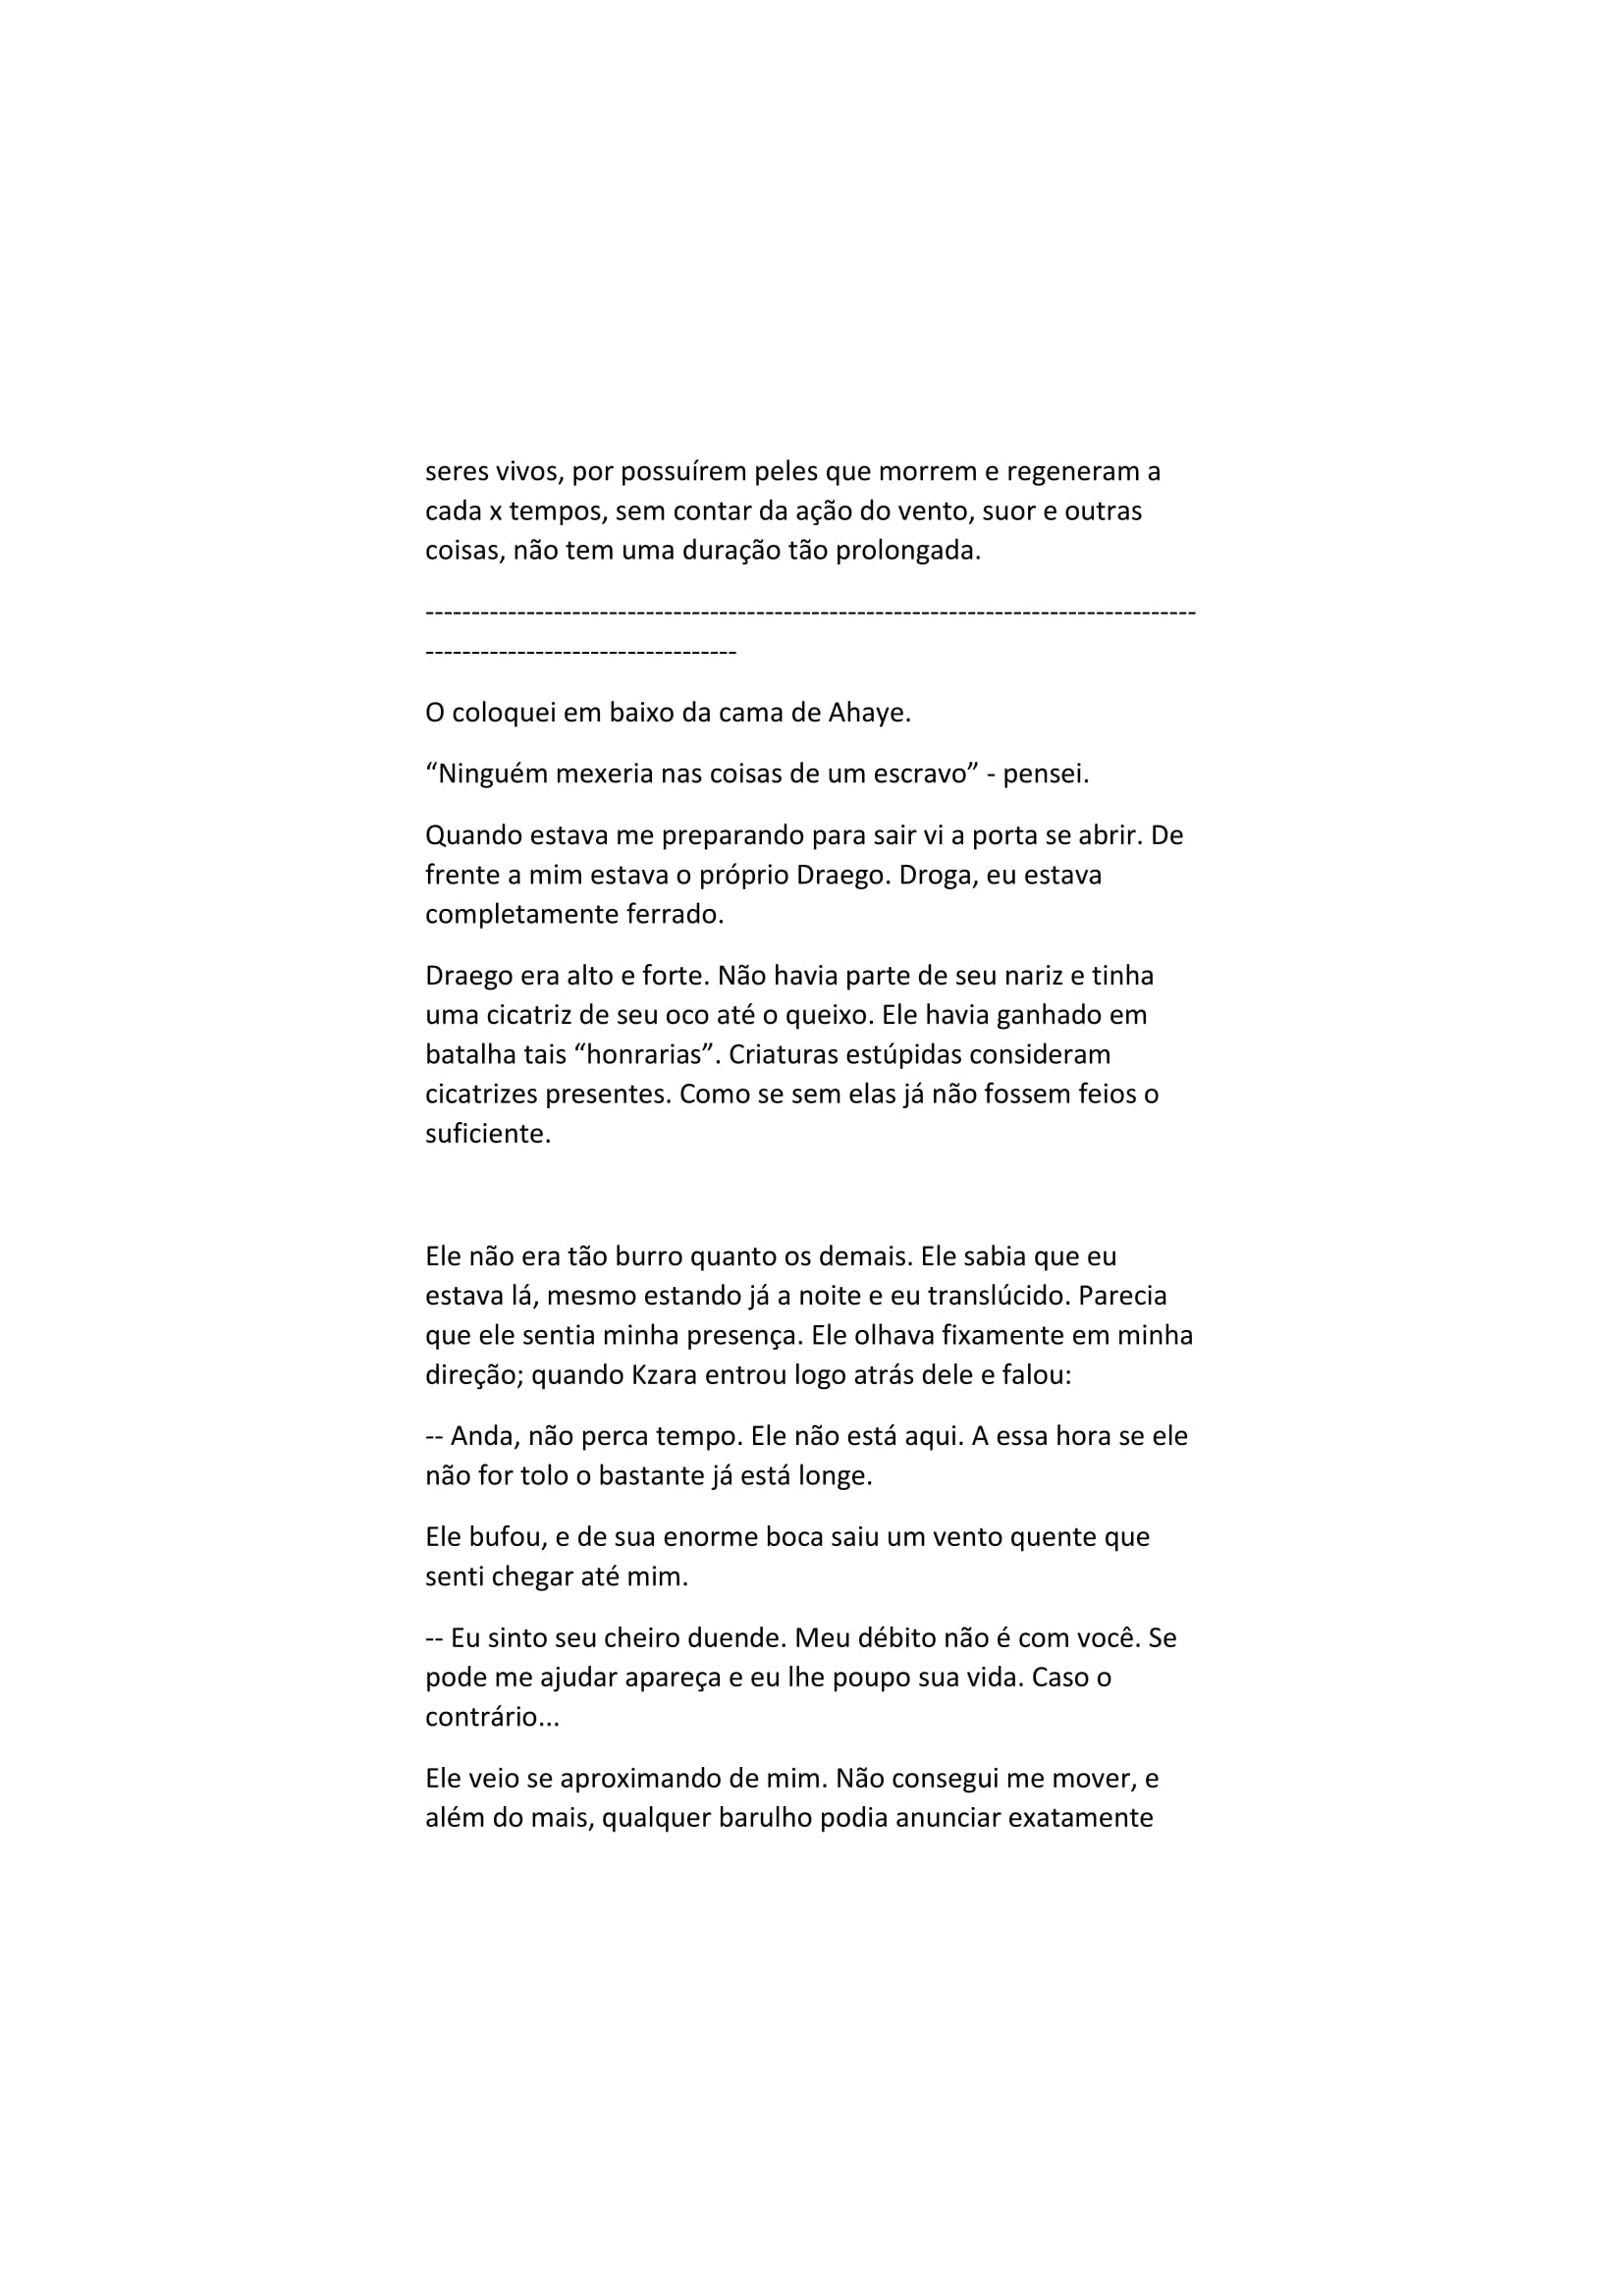 seres vivos, por possuírem peles que morrem e regeneram a
cada x tempos, sem contar da ação do vento, suor e outras
coisas, não tem uma duração tão prolongada.
------------------------------------------------------------------------------------
----------------------------------
O coloquei em baixo da cama de Ahaye.
“Ninguém mexeria nas coisas de um escravo” - pensei.
Quando estava me preparando para sair vi a porta se abrir. De
frente a mim estava o próprio Draego. Droga, eu estava
completamente ferrado.
Draego era alto e forte. Não havia parte de seu nariz e tinha
uma cicatriz de seu oco até o queixo. Ele havia ganhado em
batalha tais “honrarias”. Criaturas estúpidas consideram
cicatrizes presentes. Como se sem elas já não fossem feios o
suficiente.
Ele não era tão burro quanto os demais. Ele sabia que eu
estava lá, mesmo estando já a noite e eu translúcido. Parecia
que ele sentia minha presença. Ele olhava fixamente em minha
direção; quando Kzara entrou logo atrás dele e falou:
-- Anda, não perca tempo. Ele não está aqui. A essa hora se ele
não for tolo o bastante já está longe.
Ele bufou, e de sua enorme boca saiu um vento quente que
senti chegar até mim.
-- Eu sinto seu cheiro duende. Meu débito não é com você. Se
pode me ajudar apareça e eu lhe poupo sua vida. Caso o
contrário...
Ele veio se aproximando de mim. Não consegui me mover, e
além do mais, qualquer barulho podia anunciar exatamente